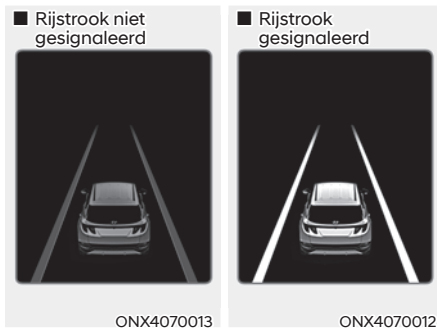 ■ Rijstrook niet
gesignaleerd
ONX4070013
■ Rijstrook
gesignaleerd
ONX4070012